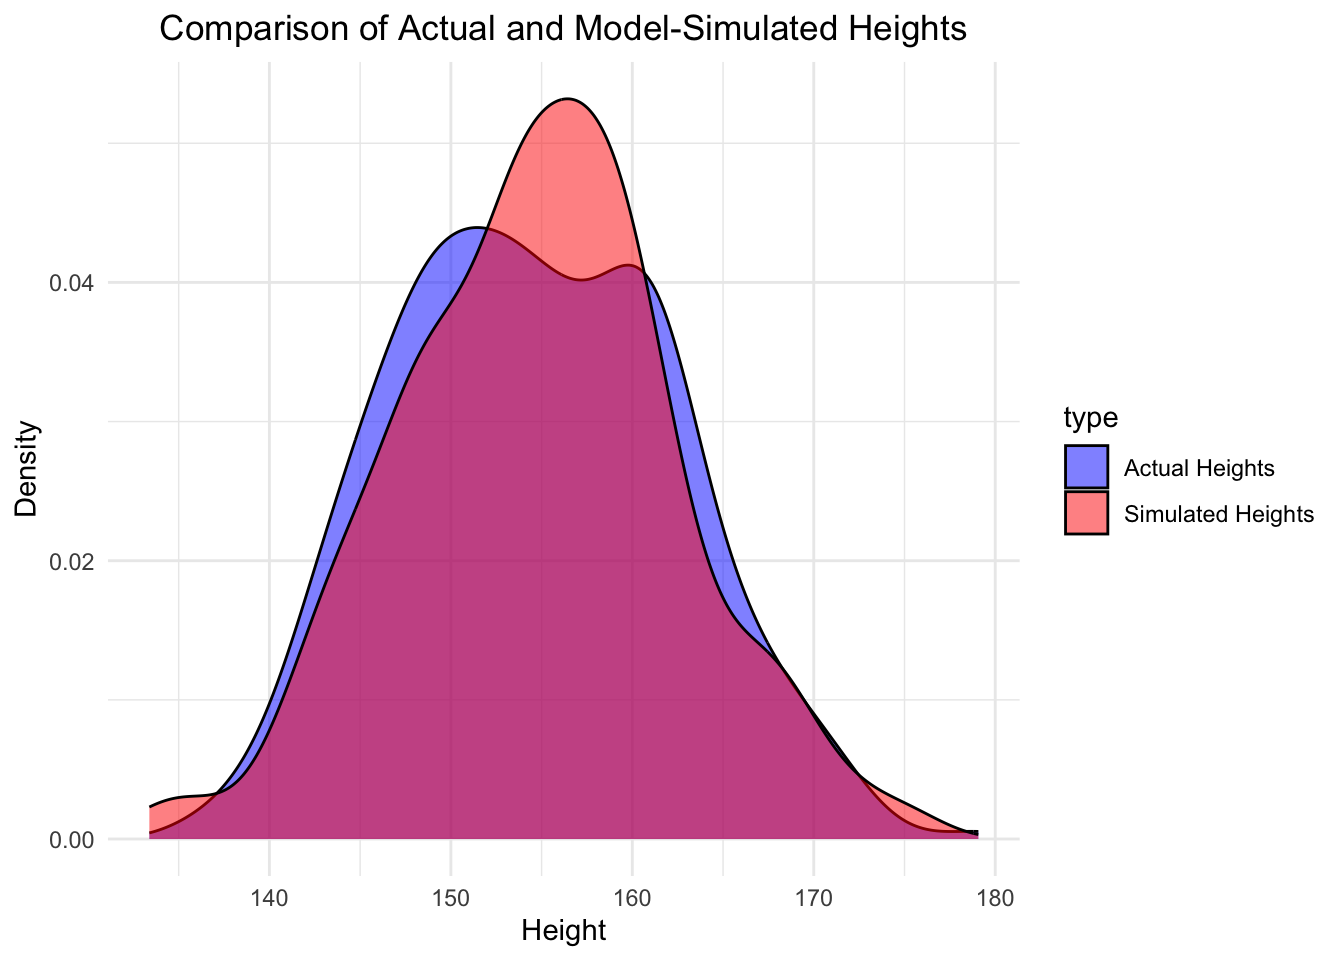 Comparison of Actual and Model-Simulated Heights
Density
0.04
0.02
0.00
140 150 160 170 180
Height
type
Actual Heights
Simulated Heights